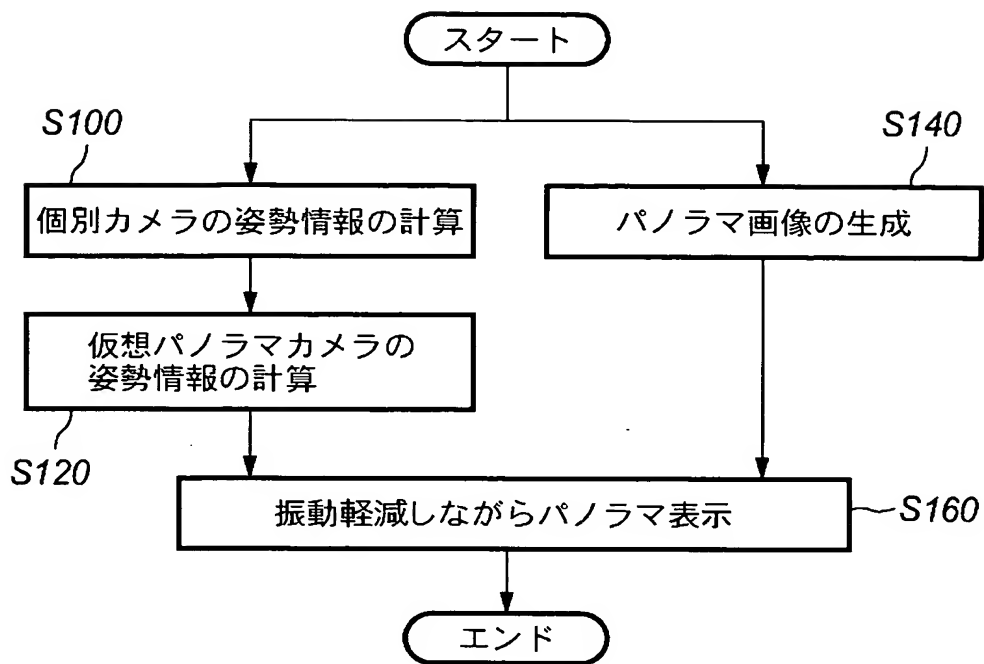 スタート
S100
S140
個別カメラの姿勢情報の計算
パノラマ画像の生成
仮想パノラマカメラの
姿勢情報の計算
S120
振動軽減しながらパノラマ表示
S160
エンド